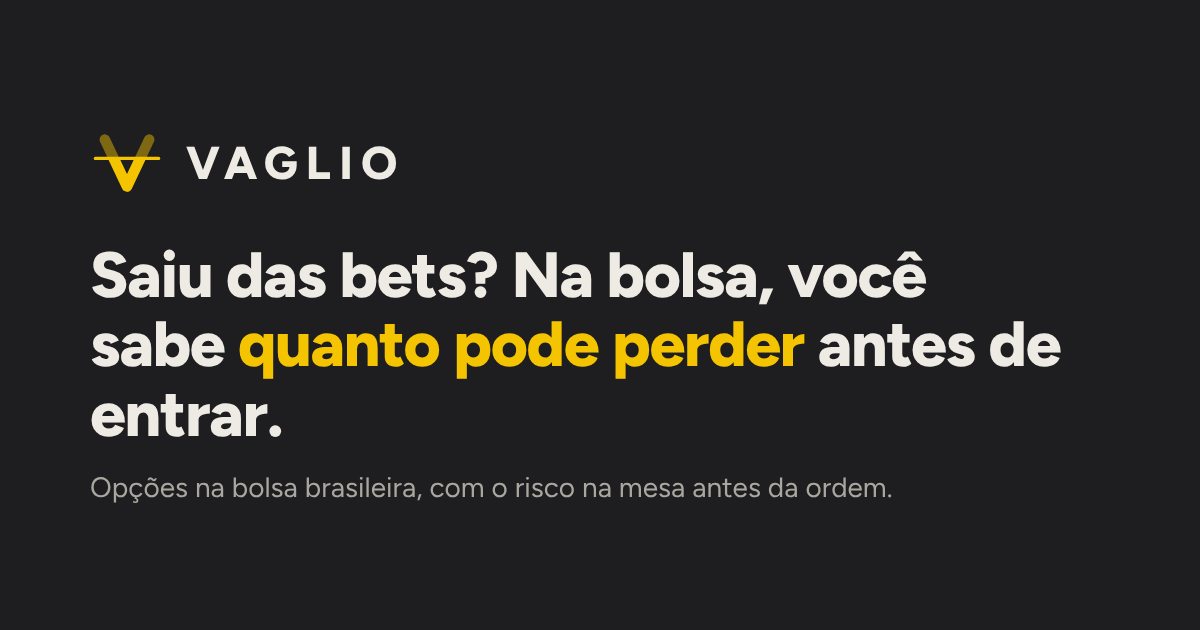 VAGLIO
Saiu das bets? Na bolsa, você
sabe quanto pode perder antes de
entrar.
Opções na bolsa brasileira, com o risco na mesa antes da ordem.